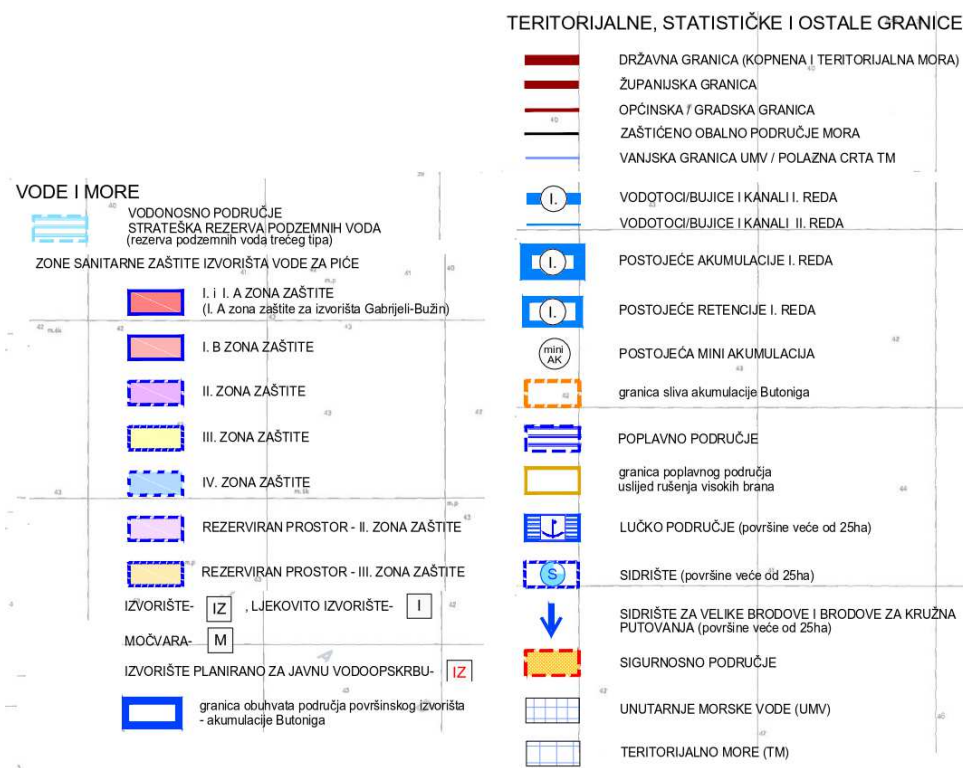 VODE I MORE
VODONOSNO PODRUČJE
STRATEŠKA REZERVA PODZEMNIH VODA
(rezerva podzemnih voda trećeg tipa)
ZONE SANITARNE ZAŠTITE IZVORIŠTA VODE ZA PIĆE
I. i I. A ZONA ZAŠTITE
(I. A zona zaštite za izvorišta Gabrijeli-Bužin)
I. B ZONA ZAŠTITE
II. ZONA ZAŠTITE
III. ZONA ZAŠTITE
IV. ZONA ZAŠTITE
REZERVIRAN PROSTOR - II. ZONA ZAŠTITE
REZERVIRAN PROSTOR - III. ZONA ZAŠTITE
IZVORIŠTE- IZ , LJEKOVITO IZVORIŠTE- I
MOČVARA- M
IZVORIŠTE PLANIRANO ZA JAVNU VODOOPSKRBU- IZ
granica obuhvata područja površinskog izvorišta
- akumulacije Butoniga
TERITORIJALNE, STATISTIČKE I OSTALE GRANICE
DRŽAVNA GRANICA (KOPNENA I TERITORIJALNA MORA)
ŽUPANIJSKA GRANICA
OPĆINSKA / GRADSKA GRANICA
ZAŠTIĆENO OBALNO PODRUČJE MORA
VANJSKA GRANICA UMV / POLAZNA CRTA TM
I. VODOTOCI/BUJICE I KANALI I. REDA
VODOTOCI/BUJICE I KANALI II. REDA
I. POSTOJEĆE AKUMULACIJE I. REDA
I. POSTOJEĆE RETENCIJE I. REDA
mini
AK POSTOJEĆA MINI AKUMULACIJA
granica sliva akumulacije Butoniga
POPLAVNO PODRUČJE
granica poplavnog područja
uslijed rušenja visokih brana
LUČKO PODRUČJE (površine veće od 25ha)
S SIDRIŠTE (površine veće od 25ha)
SIDRIŠTE ZA VELIKE BRODOVE I BRODOVE ZA KRUŽNA
PUTOVANJA (površine veće od 25ha)
SIGURNOSNO PODRUČJE
UNUTARNJE MORSKE VODE (UMV)
TERITORIJALNO MORE (TM)